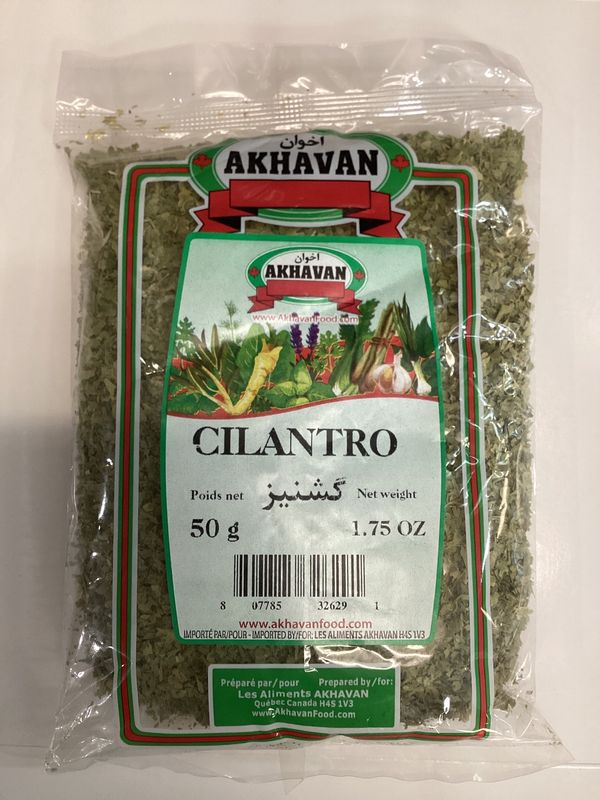 اخوان
AKHAVAN
اخوان
AKHAVAN
www.AkhavanFood.com
CILANTRO
Poids net گشنیز Net weight
50 g 1.75 OZ
8 07785 32629 1
www.akhavanfood.com
IMPORTÉ PAR/POUR - IMPORTED BY/FOR: LES ALIMENTS AKHAVAN H4S 1V3
Préparé par/pour Prepared by/for:
Les Aliments AKHAVAN
Québec Canada H4S 1V3
www.AkhavanFood.com